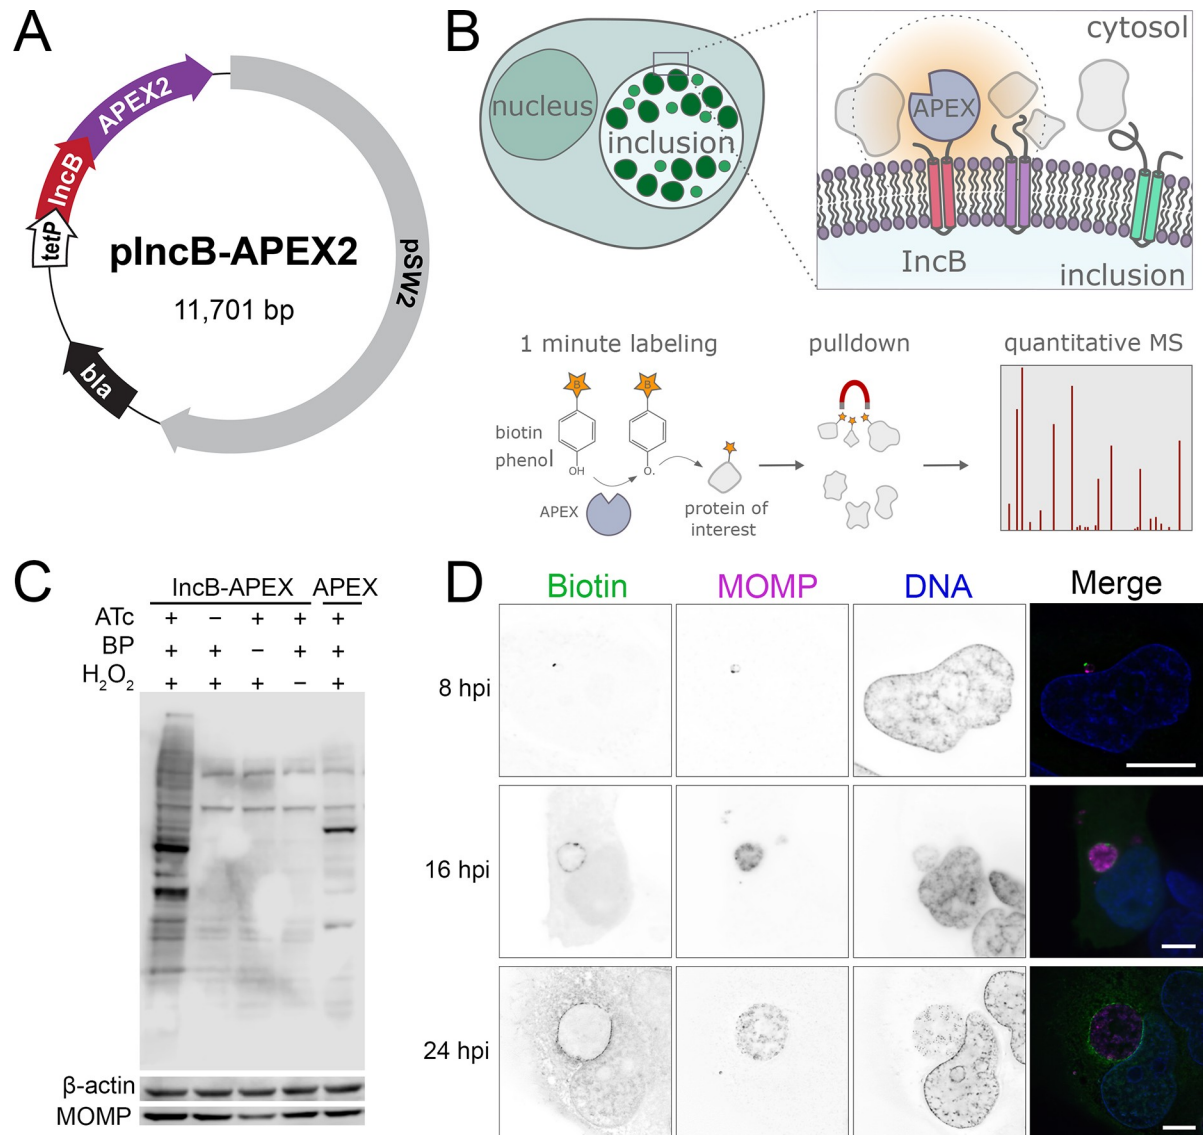 A
APEX2
IncB
tetP
bla
pSW2
pIncB-APEX2
11,701 bp
B
nucleus
inclusion
cytosol
APEX
IncB
inclusion
1 minute labeling
pulldown
quantitative MS
B
B
biotin
phenol
OH
O.
APEX
protein of
interest
C
IncB-APEX APEX
ATc + − + + +
BP + + − + +
H₂O₂ + + + − +
β-actin
MOMP
D
Biotin MOMP DNA Merge
8 hpi
16 hpi
24 hpi